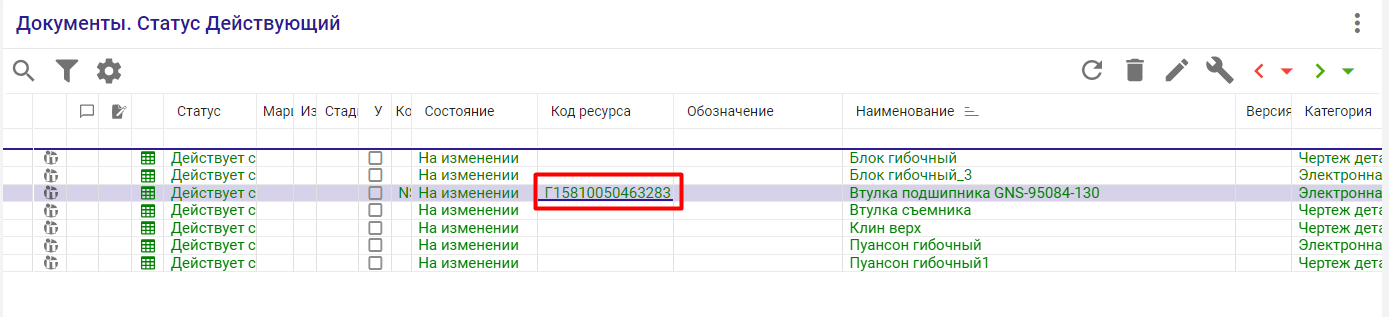 Документы. Статус Действующий
Статус Мары Из Стади У Ко Состояние Код ресурса Обозначение Наименование Версия Категория
Действует с На изменении Блок гибочный Чертеж дета
Действует с На изменении Блок гибочный_3 Электронна
Действует с NS На изменении Г15810050463283 Втулка подшипника GNS-95084-130 Электронна
Действует с На изменении Втулка съемника Чертеж дета
Действует с На изменении Клин верх Чертеж дета
Действует с На изменении Пуансон гибочный Электронна
Действует с На изменении Пуансон гибочный1 Чертеж дета